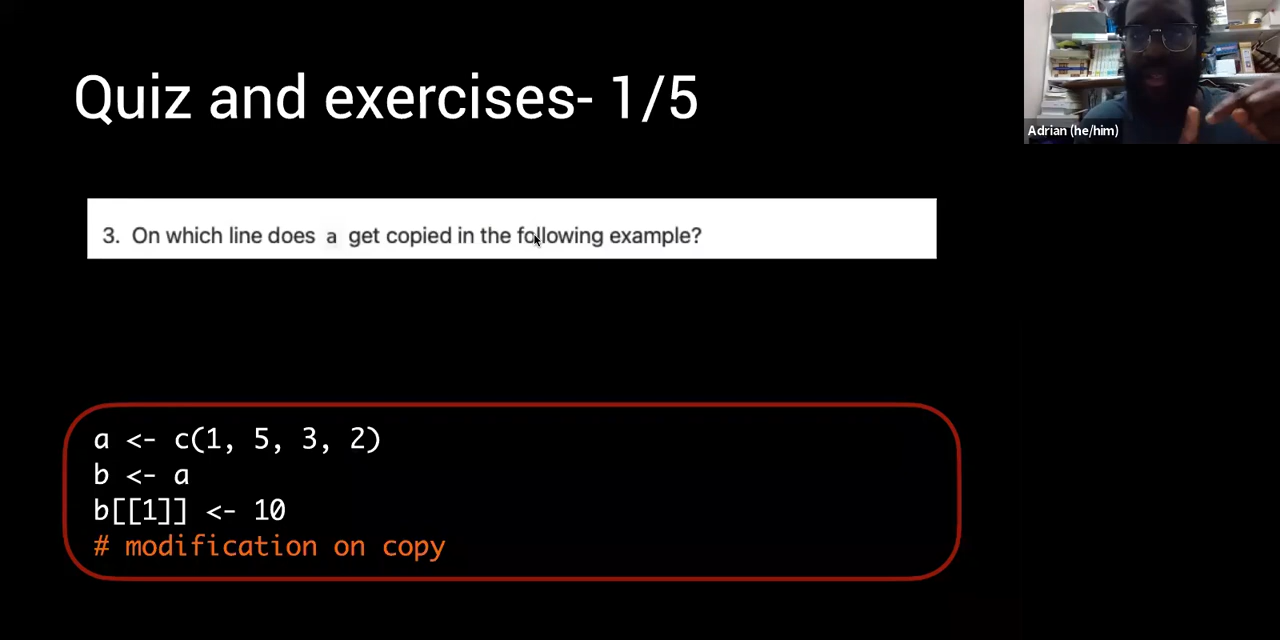 Quiz and exercises- 1/5
Adrian (he/him)
3. On which line does a get copied in the following example?
a <- c(1, 5, 3, 2)
b <- a
b[[1]] <- 10
# modification on copy